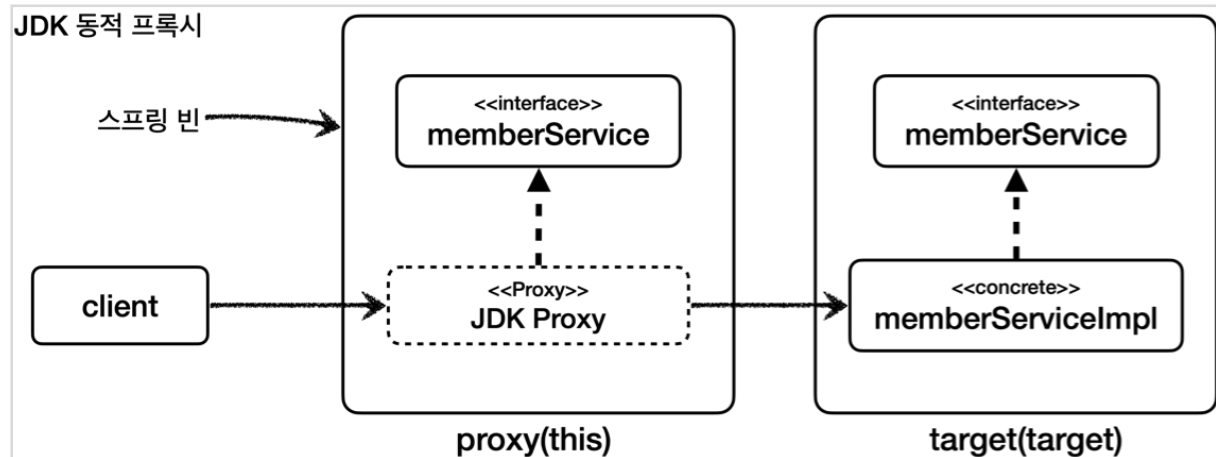 JDK 동적 프록시
스프링 빈
<<interface>>
memberService
<<interface>>
memberService
client
<<Proxy>>
JDK Proxy
<<concrete>>
memberServiceImpl
proxy(this)
target(target)